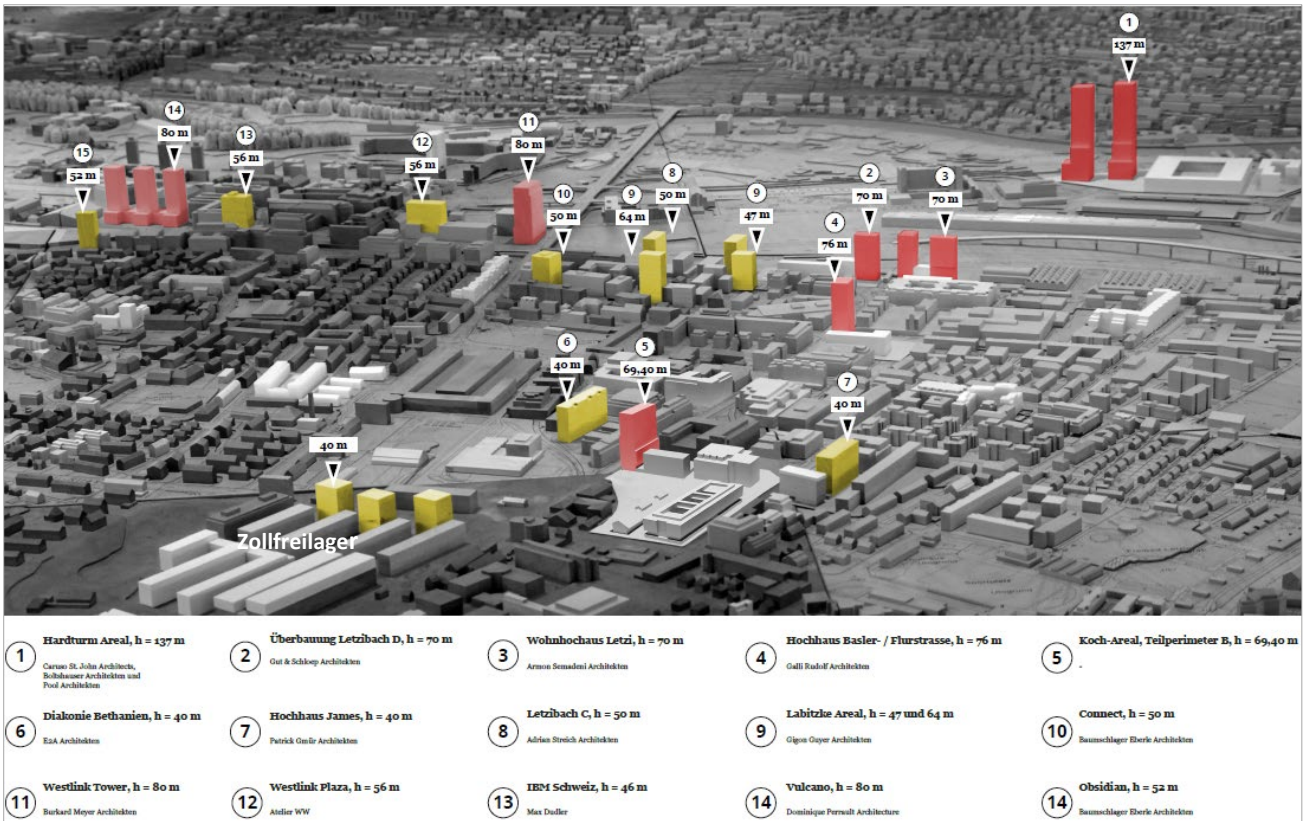 1
137 m
14
80 m
13
56 m
12
56 m
11
80 m
15
52 m
10
50 m
9
64 m
8
50 m
9
47 m
2
70 m
3
70 m
4
76 m
6
40 m
5
69,40 m
7
40 m
40 m
Zollfreilager
1
Hardturm Areal, h = 137 m
Caruso St. John Architects,
Boltshauser Architekten und
Pool Architekten
2
Überbauung Letzibach D, h = 70 m
Gut & Schloep Architekten
3
Wohnhochaus Letzi, h = 70 m
Armon Semadeni Architekten
4
Hochhaus Basler- / Flurstrasse, h = 76 m
Galli Rudolf Architekten
5
Koch-Areal, Teilperimeter B, h = 69,40 m
-
6
Diakonie Bethanien, h = 40 m
E2A Architekten
7
Hochhaus James, h = 40 m
Patrick Gmür Architekten
8
Letzibach C, h = 50 m
Adrian Streich Architekten
9
Labitzke Areal, h = 47 und 64 m
Gigon Guyer Architekten
10
Connect, h = 50 m
Baumschlager Eberle Architekten
11
Westlink Tower, h = 80 m
Burkard Meyer Architekten
12
Westlink Plaza, h = 56 m
Atelier WW
13
IBM Schweiz, h = 46 m
Max Dudler
14
Vulcano, h = 80 m
Dominique Perrault Architecture
14
Obsidian, h = 52 m
Baumschlager Eberle Architekten